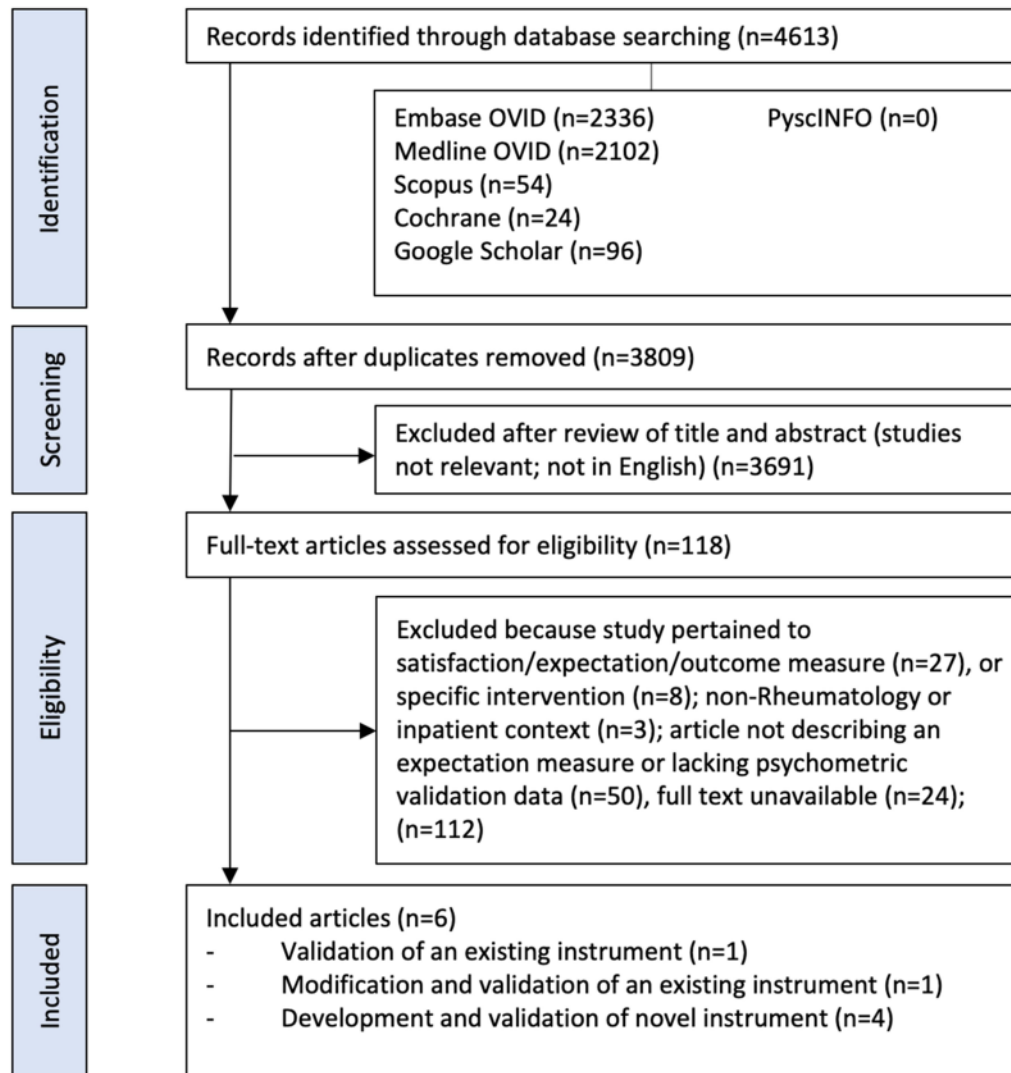 Identification
Records identified through database searching (n=4613)
Embase OVID (n=2336) PyscINFO (n=0)
Medline OVID (n=2102)
Scopus (n=54)
Cochrane (n=24)
Google Scholar (n=96)
Screening
Records after duplicates removed (n=3809)
Excluded after review of title and abstract (studies
not relevant; not in English) (n=3691)
Eligibility
Full-text articles assessed for eligibility (n=118)
Excluded because study pertained to
satisfaction/expectation/outcome measure (n=27), or
specific intervention (n=8); non-Rheumatology or
inpatient context (n=3); article not describing an
expectation measure or lacking psychometric
validation data (n=50), full text unavailable (n=24);
(n=112)
Included
Included articles (n=6)
- Validation of an existing instrument (n=1)
- Modification and validation of an existing instrument (n=1)
- Development and validation of novel instrument (n=4)